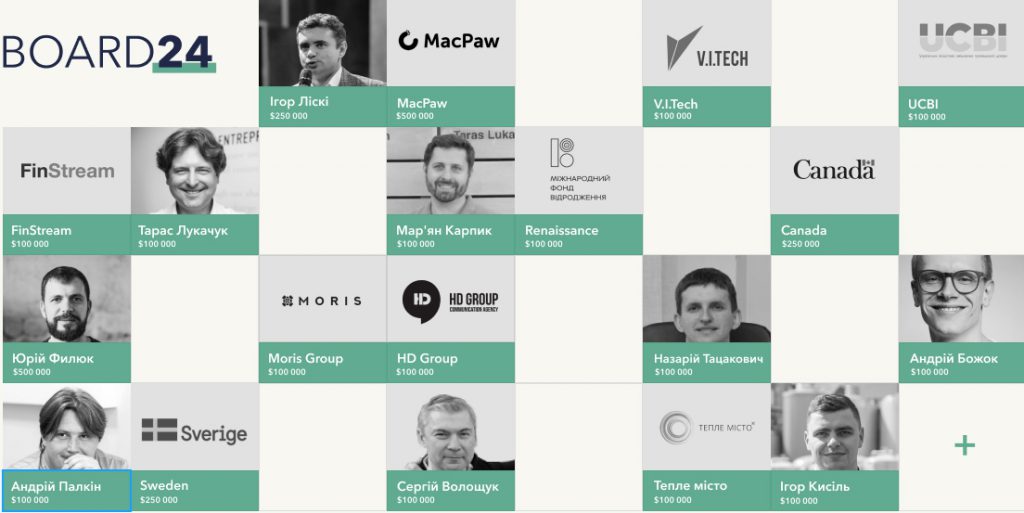 BOARD24
MacPaw
V.I.TECH
UCBI
Ігор Ліскі
$250 000
MacPaw
$500 000
V.I.Tech
$100 000
UCBI
$100 000
FinStream
ENTREPR
Taras Luka
МІЖНАРОДНИЙ
ФОНД
ВІДРОДЖЕННЯ
Canada
FinStream
$100 000
Тарас Лукачук
$100 000
Мар'ян Карпик
$100 000
Renaissance
$100 000
Canada
$250 000
MORIS
HD
HD GROUP
COMMUNICATION AGENCY
Юрій Филюк
$500 000
Moris Group
$100 000
HD Group
$100 000
Назарій Тацакович
$100 000
Андрій Божок
$100 000
Sverige
ТЕПЛЕ МІСТО
+
Андрій Палкін
$100 000
Sweden
$250 000
Сергій Волощук
$100 000
Тепле місто
$100 000
Ігор Кисіль
$100 000